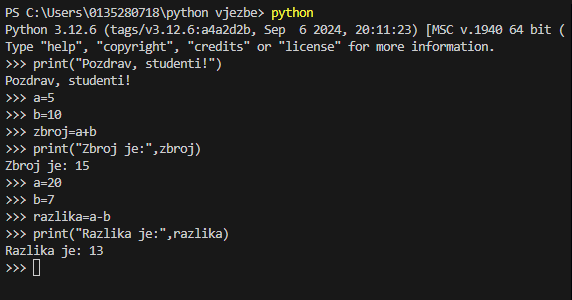 PS C:\Users\0135280718\python vjezbe> python
Python 3.12.6 (tags/v3.12.6:a4a2d2b, Sep  6 2024, 20:11:23) [MSC v.1940 64 bit (
Type "help", "copyright", "credits" or "license" for more information.
>>> print("Pozdrav, studenti!")
Pozdrav, studenti!
>>> a=5
>>> b=10
>>> zbroj=a+b
>>> print("Zbroj je:",zbroj)
Zbroj je: 15
>>> a=20
>>> b=7
>>> razlika=a-b
>>> print("Razlika je:",razlika)
Razlika je: 13
>>>